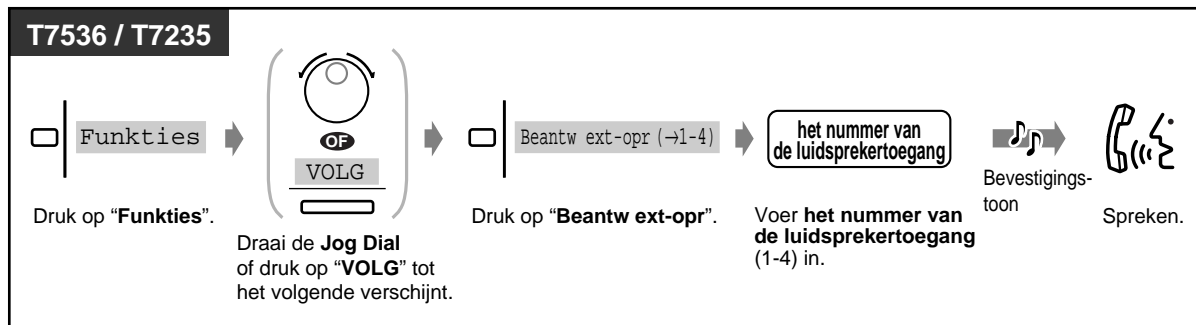 T7536 / T7235
Funkties
OF
VOLG
Beantw ext-opr (→1-4)
het nummer van
de luidsprekertoegang
Druk op “Funkties”.
Draai de Jog Dial
of druk op “VOLG” tot
het volgende verschijnt.
Druk op “Beantw ext-opr”.
Voer het nummer van
de luidsprekertoegang
(1-4) in.
Bevestigings-
toon
Spreken.